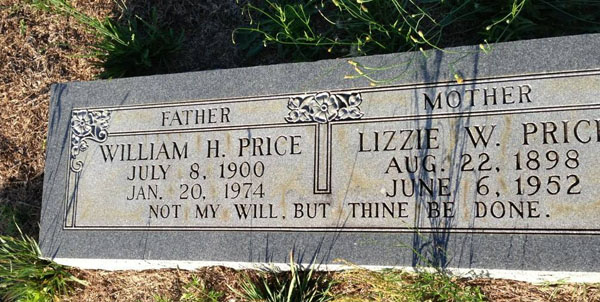 FATHER
WILLIAM H. PRICE
JULY 8, 1900
JAN. 20, 1974
MOTHER
LIZZIE W. PRICE
AUG. 22, 1898
JUNE 6, 1952
NOT MY WILL, BUT THINE BE DONE.